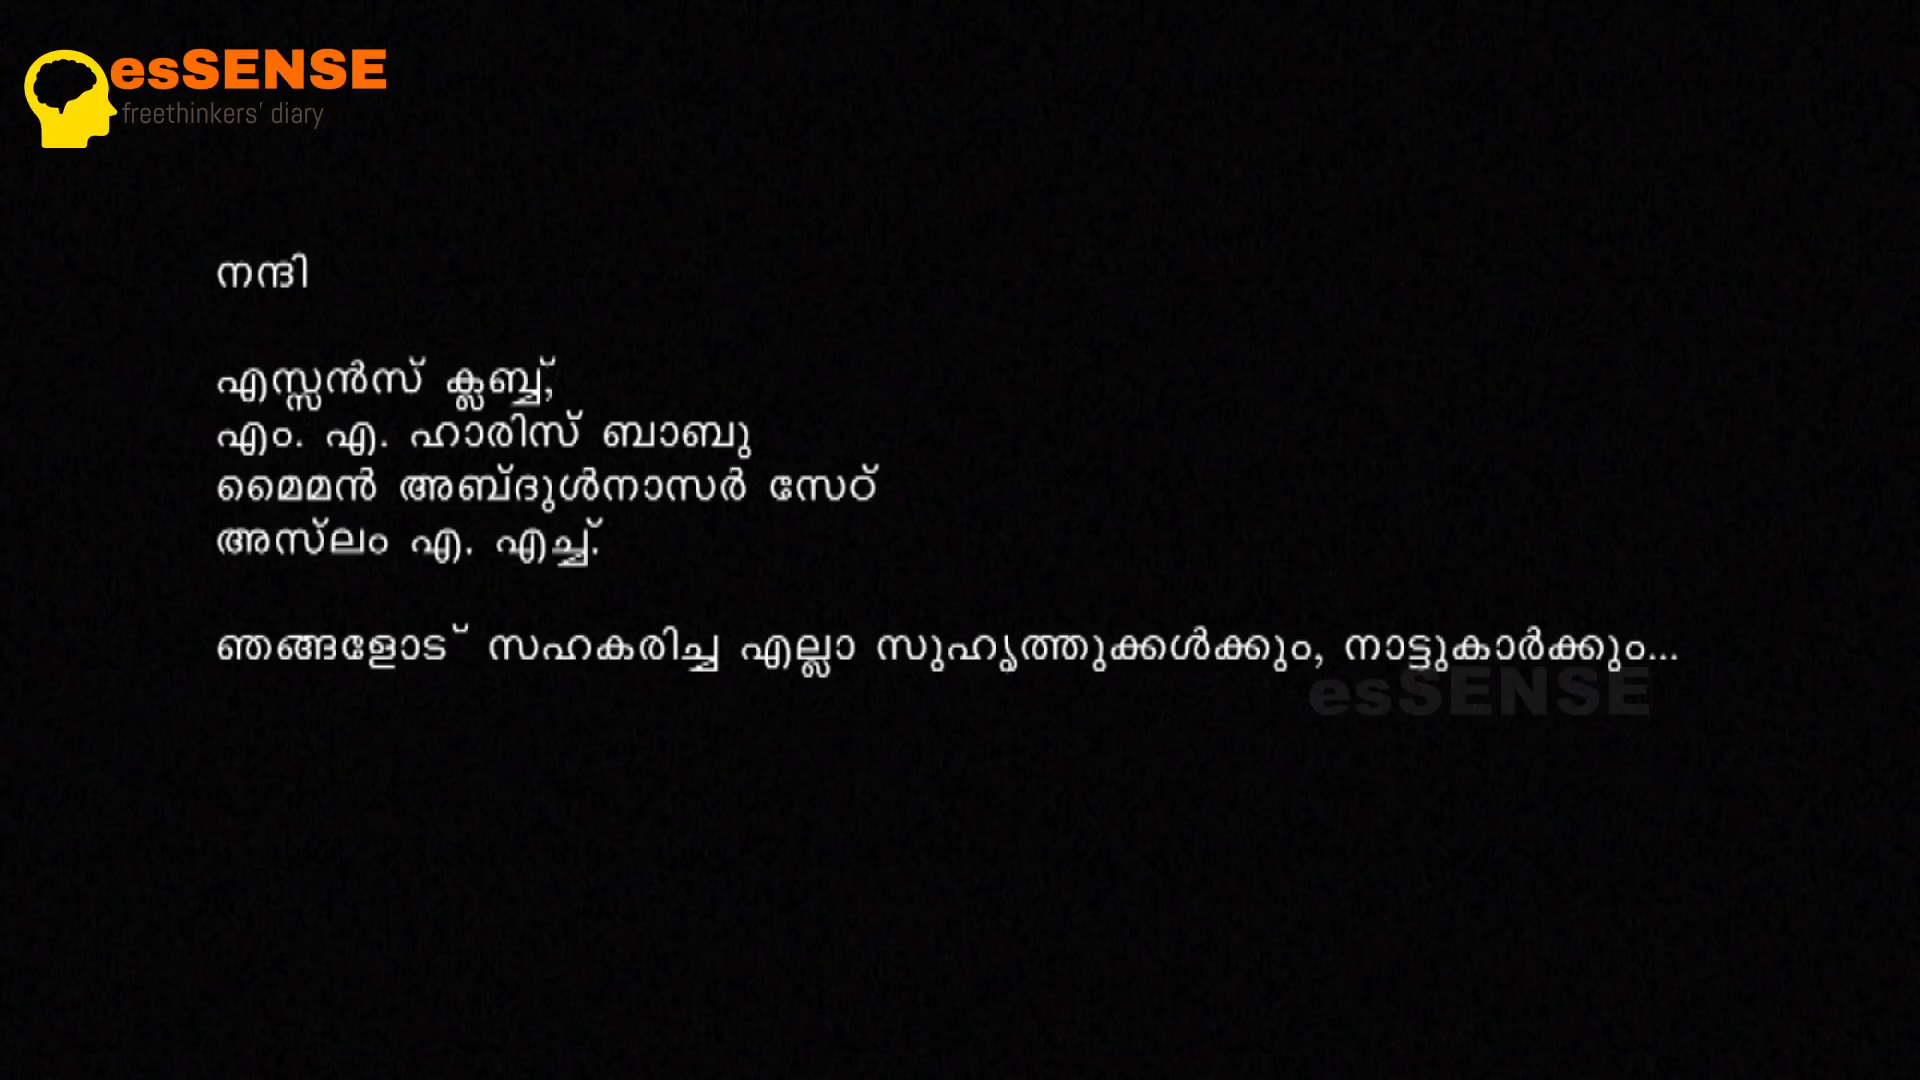 esSENSE
freethinkers' diary
നന്ദി
എസ്സൻസ് ക്ലബ്ബ്,
എം. എ. ഹാരിസ് ബാബു
മൈമൻ അബ്ദുൾനാസർ സേഠ്
അസ്‌ലം എ. എച്ച്.
ഞങ്ങളോട് സഹകരിച്ച എല്ലാ സുഹൃത്തുക്കൾക്കും, നാട്ടുകാർക്കും...
esSENSE